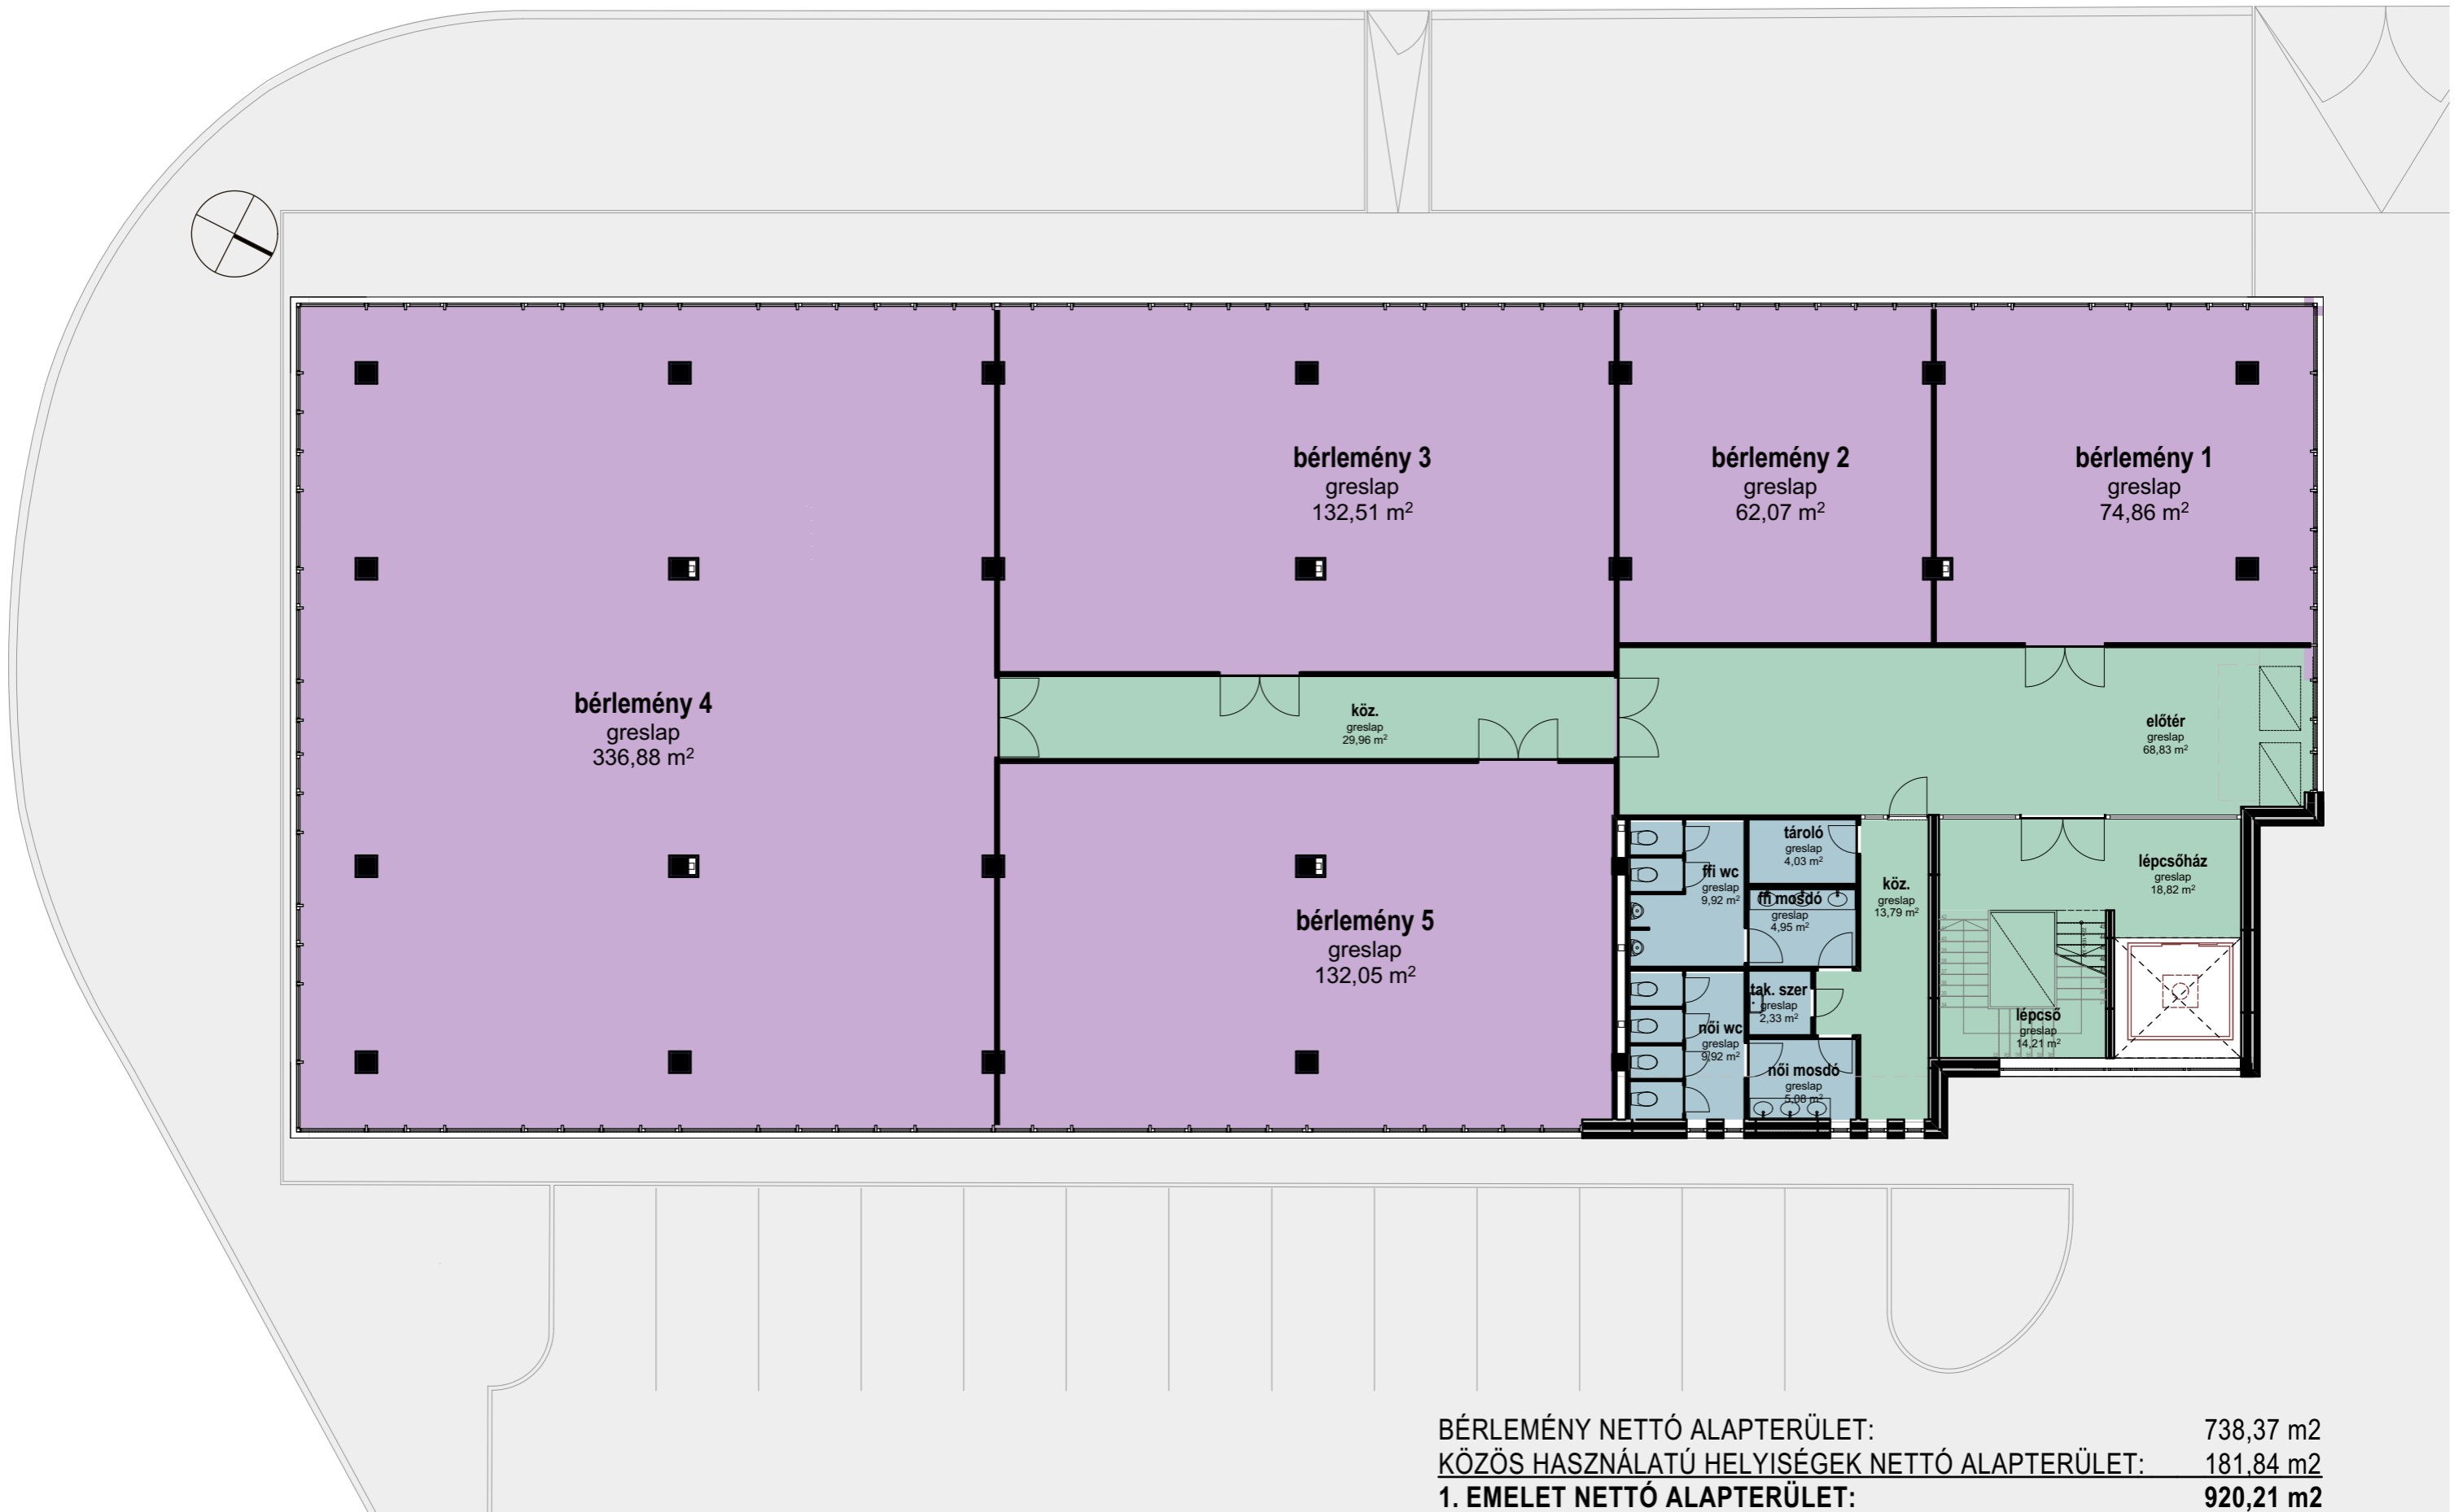 bérlemény 3
greslap
132,51 m²
bérlemény 2
greslap
62,07 m²
bérlemény 1
greslap
74,86 m²
bérlemény 4
greslap
336,88 m²
köz.
greslap
29,96 m²
előtér
greslap
68,83 m²
tároló
greslap
4,03 m²
ffi wc
greslap
9,92 m²
ffi mosdó
greslap
4,95 m²
köz.
greslap
13,79 m²
lépcsőház
greslap
18,82 m²
bérlemény 5
greslap
132,05 m²
tak. szer
greslap
2,33 m²
női wc
greslap
9,92 m²
lépcső
greslap
14,21 m²
női mosdó
greslap
5,08 m²
BÉRLEMÉNY NETTÓ ALAPTERÜLET: 738,37 m2
KÖZÖS HASZNÁLATÚ HELYISÉGEK NETTÓ ALAPTERÜLET: 181,84 m2
1. EMELET NETTÓ ALAPTERÜLET: 920,21 m2